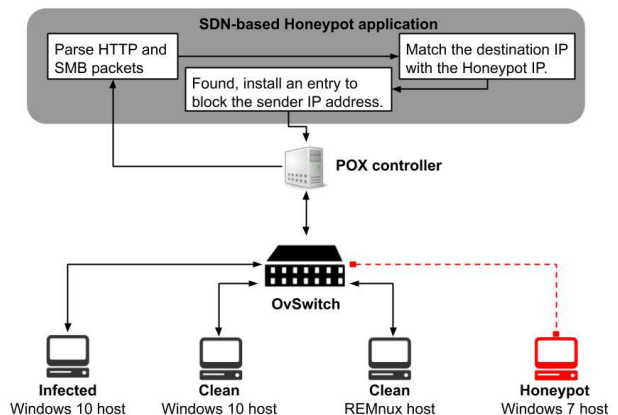 SDN-based Honeypot application
Parse HTTP and
SMB packets
Match the destination IP
with the Honeypot IP.
Found, install an entry to
block the sender IP address.
POX controller
OvSwitch
Infected
Windows 10 host
Clean
Windows 10 host
Clean
REMnux host
Honeypot
Windows 7 host